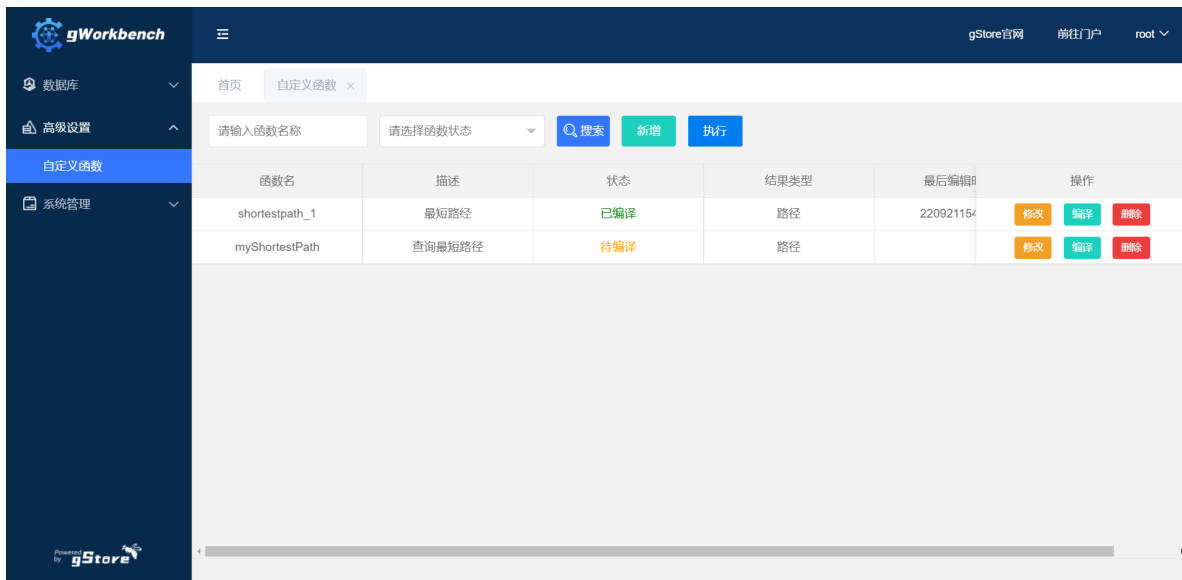 gWorkbench
gStore官网 前往门户 root
数据库
首页 自定义函数
高级设置
请输入函数名称 请选择函数状态 搜索 新增 执行
自定义函数
函数名 描述 状态 结果类型 最后编辑时 操作
系统管理
shortestpath_1 最短路经 已编译 路径 220921154 修改 编译 删除
myShortestPath 查询最短路径 待编译 路径 修改 编译 删除
Powered by gStore